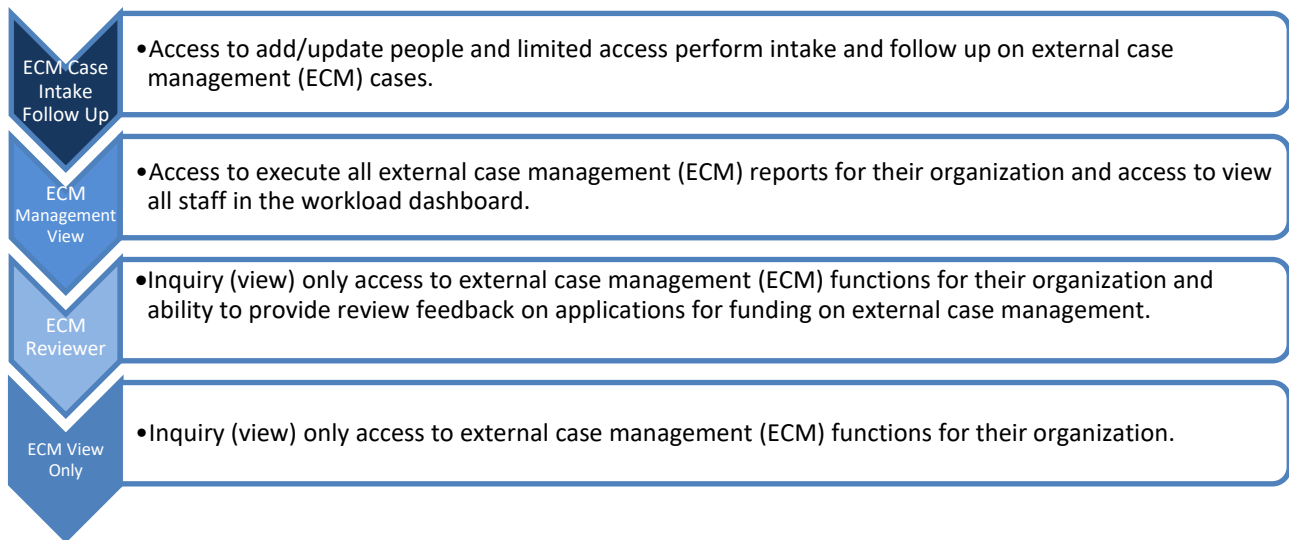 ECM Case
Intake
Follow Up
•Access to add/update people and limited access perform intake and follow up on external case
management (ECM) cases.
ECM
Management
View
•Access to execute all external case management (ECM) reports for their organization and access to view
all staff in the workload dashboard.
ECM
Reviewer
•Inquiry (view) only access to external case management (ECM) functions for their organization and
ability to provide review feedback on applications for funding on external case management.
ECM View
Only
•Inquiry (view) only access to external case management (ECM) functions for their organization.